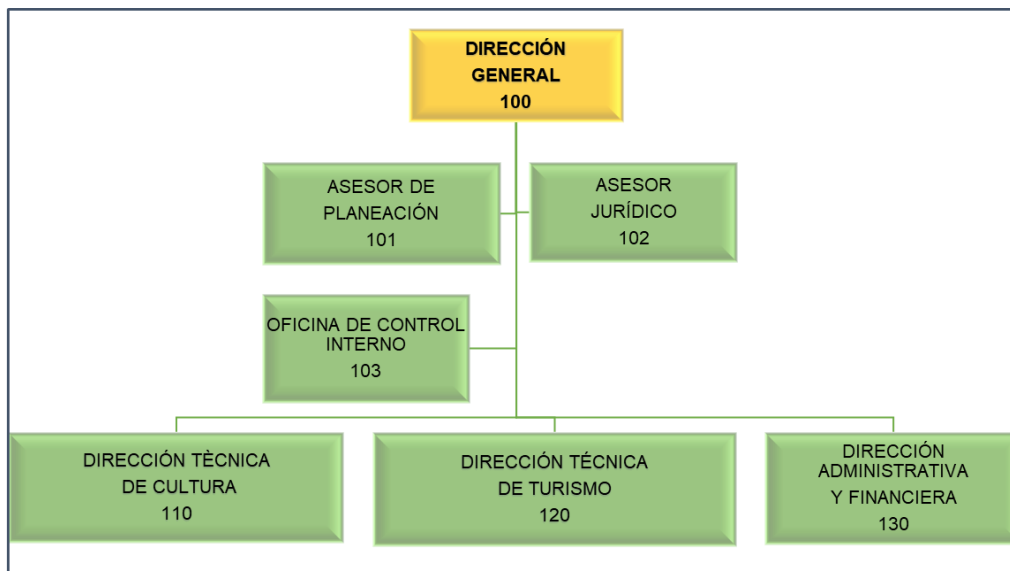 DIRECCIÓN
GENERAL
100
ASESOR DE
PLANEACIÓN
101
ASESOR
JURÍDICO
102
OFICINA DE CONTROL
INTERNO
103
DIRECCIÓN TÈCNICA
DE CULTURA
110
DIRECCIÓN TÉCNICA
DE TURISMO
120
DIRECCIÓN
ADMINISTRATIVA
Y FINANCIERA
130